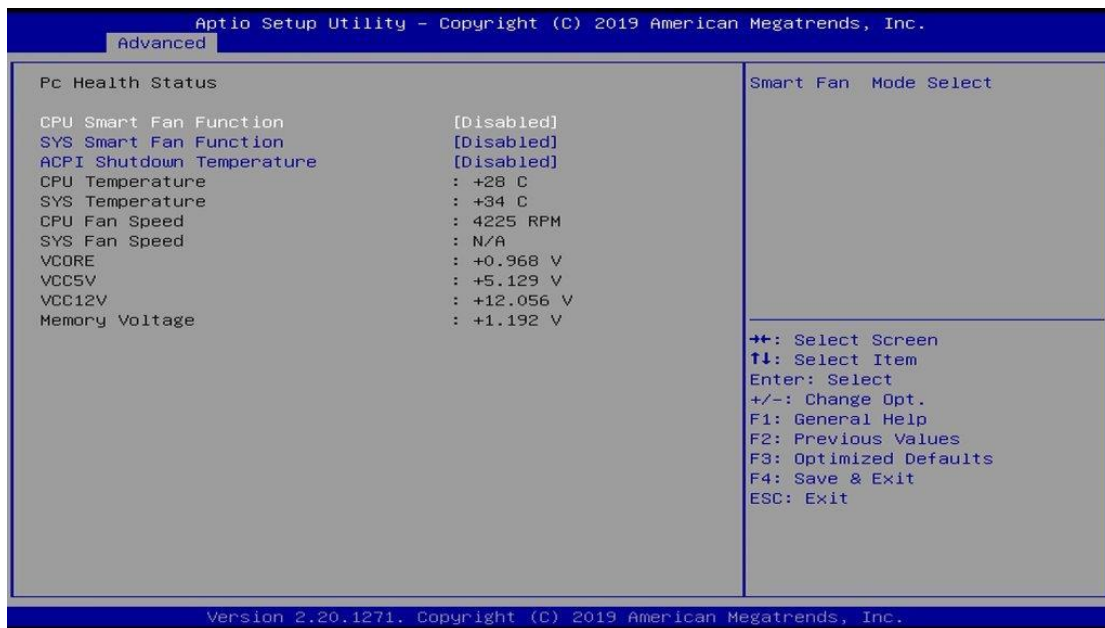 Aptio Setup Utility – Copyright (C) 2019 American Megatrends, Inc.
Advanced
Pc Health Status
CPU Smart Fan Function [Disabled]
SYS Smart Fan Function [Disabled]
ACPI Shutdown Temperature [Disabled]
CPU Temperature : +28 C
SYS Temperature : +34 C
CPU Fan Speed : 4225 RPM
SYS Fan Speed : N/A
VCORE : +0.968 V
VCC5V : +5.129 V
VCC12V : +12.056 V
Memory Voltage : +1.192 V
Smart Fan Mode Select
→←: Select Screen
↑↓: Select Item
Enter: Select
+/-: Change Opt.
F1: General Help
F2: Previous Values
F3: Optimized Defaults
F4: Save & Exit
ESC: Exit
Version 2.20.1271. Copyright (C) 2019 American Megatrends, Inc.